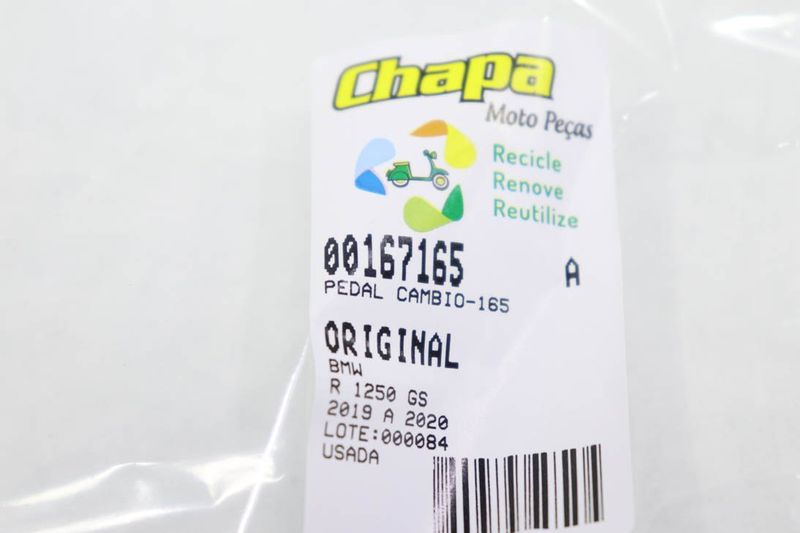 Chapa
Moto Peças
Recicle
Renove
Reutilize
00167165 A
PEDAL CAMBIO-165
ORIGINAL
BMW
R 1250 GS
2019 A 2020
LOTE:000084
USADA